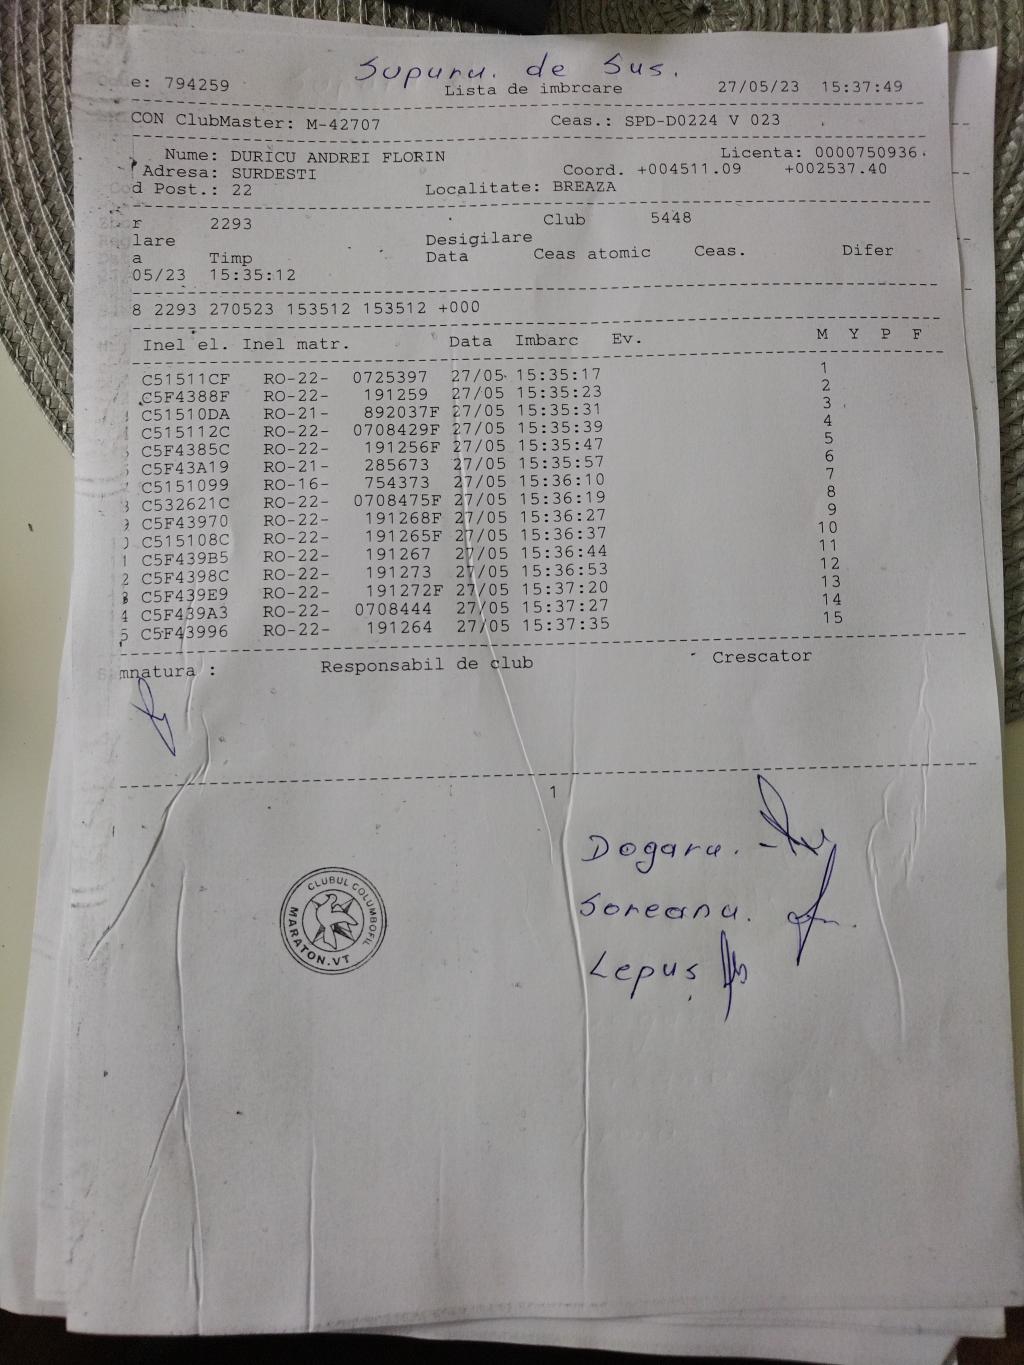 Supuru. de Sus.
e: 794259 Lista de imbrcare 27/05/23 15:37:49
CON ClubMaster: M-42707 Ceas.: SPD-D0224 V 023
Nume: DURICU ANDREI FLORIN Licenta: 0000750936
Adresa: SURDESTI Coord. +004511.09 +002537.40
d Post.: 22 Localitate: BREAZA
r 2293 Club 5448
lare Desigilare
a Timp Data Ceas atomic Ceas. Difer
05/23 15:35:12
8 2293 270523 153512 153512 +000
Inel el. Inel matr. Data Imbarc Ev. M Y P F
C51511CF RO-22- 0725397 27/05 15:35:17 1
C5F4388F RO-22- 191259 27/05 15:35:23 2
C51510DA RO-21- 892037F 27/05 15:35:31 3
C515112C RO-22- 0708429F 27/05 15:35:39 4
C5F4385C RO-22- 191256F 27/05 15:35:47 5
C5F43A19 RO-21- 285673 27/05 15:35:57 6
C5151099 RO-16- 754373 27/05 15:36:10 7
C532621C RO-22- 0708475F 27/05 15:36:19 8
9 C5F43970 RO-22- 191268F 27/05 15:36:27 9
C515108C RO-22- 191265F 27/05 15:36:37 10
1 C5F439B5 RO-22- 191267 27/05 15:36:44 11
2 C5F4398C RO-22- 191273 27/05 15:36:53 12
3 C5F439E9 RO-22- 191272F 27/05 15:37:20 13
4 C5F439A3 RO-22- 0708444 27/05 15:37:27 14
5 C5F43996 RO-22- 191264 27/05 15:37:35 15
mnatura : Responsabil de club Crescator
1
Dogaru.
Soreanu.
Lepuș
CLUBUL COLUMBOFIL
MARATON.VT